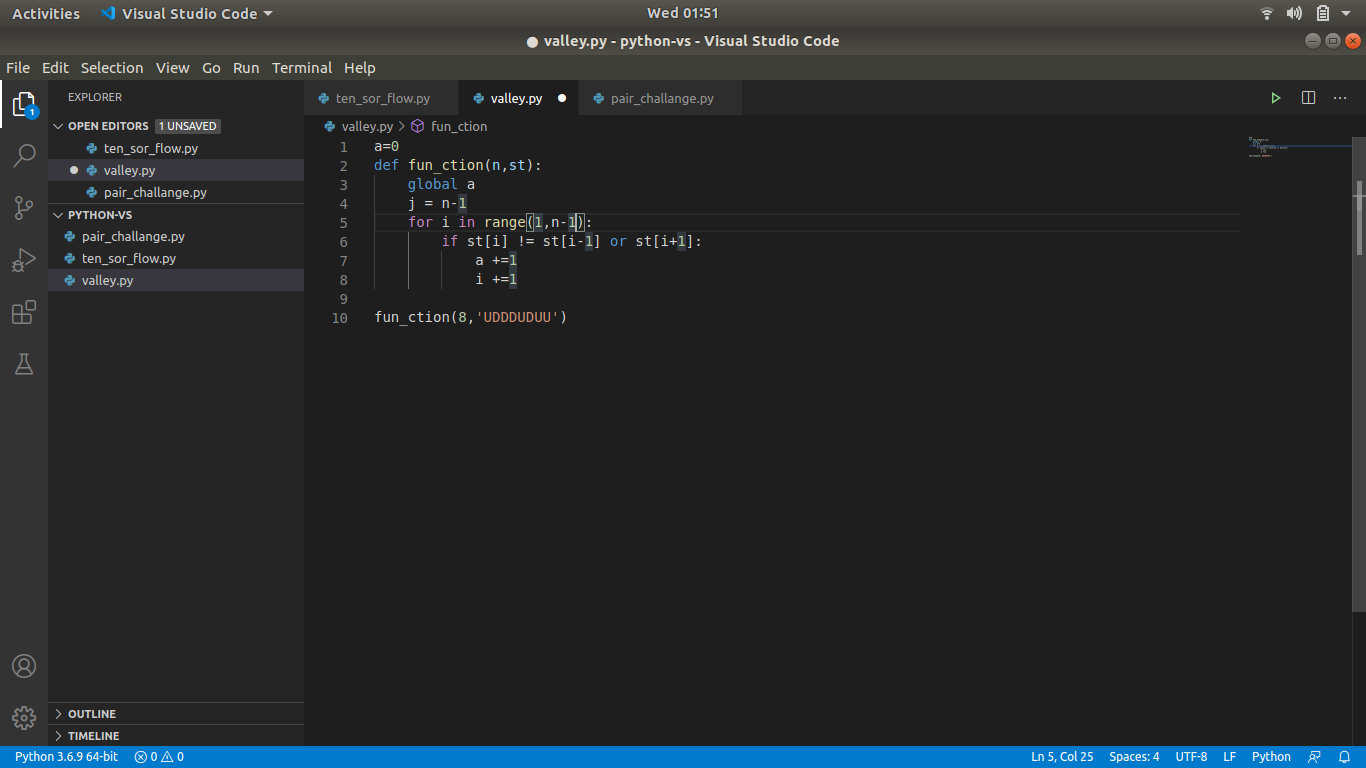 Activities Visual Studio Code Wed 01:51
● valley.py - python-vs - Visual Studio Code
File Edit Selection View Go Run Terminal Help
EXPLORER
OPEN EDITORS 1 UNSAVED
ten_sor_flow.py
valley.py
pair_challange.py
PYTHON-VS
pair_challange.py
ten_sor_flow.py
valley.py
OUTLINE
TIMELINE
1
ten_sor_flow.py valley.py pair_challange.py
valley.py > fun_ction
1 a=0
2 def fun_ction(n,st):
3     global a
4     j = n-1
5     for i in range(1,n-1):
6         if st[i] != st[i-1] or st[i+1]:
7             a +=1
8             i +=1
9
10 fun_ction(8,'UDDDUDUU')
Python 3.6.9 64-bit 0 0 Ln 5, Col 25 Spaces: 4 UTF-8 LF Python